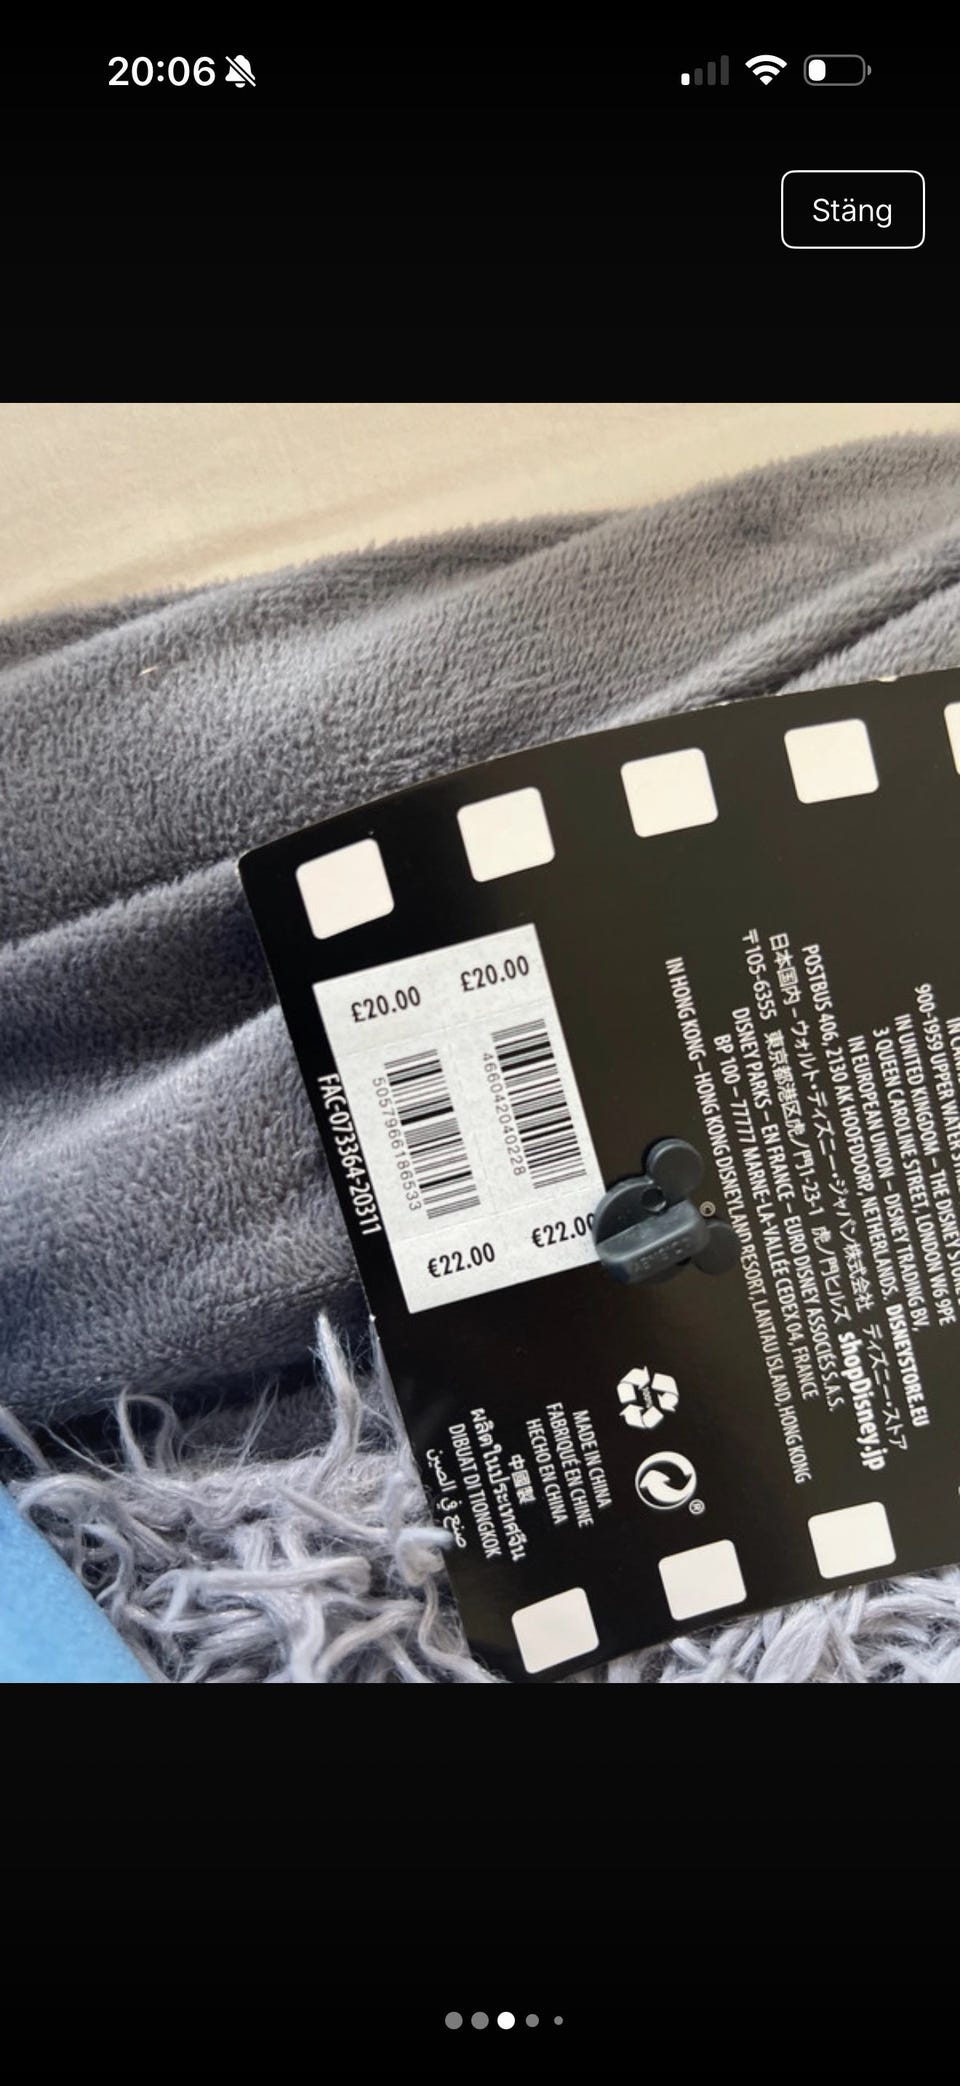 20:06
Stäng
£20.00
£20.00
466042040228
5057966186533
€22.00
€22.00
FAC-073364-20311
900-1959 UPPER WATER
IN UNITED KINGDOM – THE DISNEY STORE
3 QUEEN CAROLINE STREET, LONDON W6 9PE
IN EUROPEAN UNION – DISNEY TRADING BV,
POSTBUS 406, 2130 AK HOOFDDORP, NETHERLANDS. DISNEYSTORE.EU
日本国内 – ウォルト・ディズニー・ジャパン株式会社 ディズニーストア
〒105-6355 東京都港区虎ノ門1-23-1 虎ノ門ヒルズ shopDisney.jp
DISNEY PARKS – EN FRANCE – EURO DISNEY ASSOCIÉS S.A.S.
BP 100 – 77777 MARNE-LA-VALLÉE CEDEX 04, FRANCE
IN HONG KONG – HONG KONG DISNEYLAND RESORT, LANTAU ISLAND, HONG KONG
©
®
MADE IN CHINA
FABRIQUÉ EN CHINE
HECHO EN CHINA
中國製
ผลิตในประเทศจีน
DIBUAT DI TIONGKOK
صنع في الصين